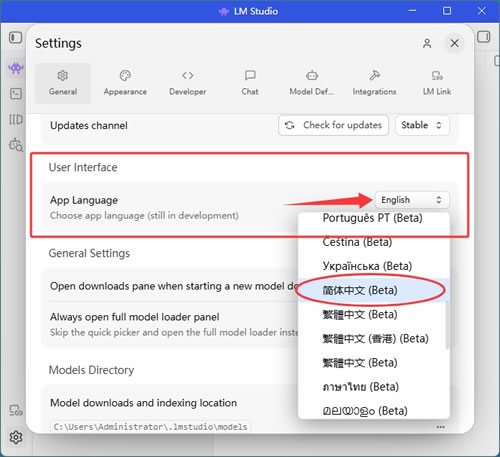 LM Studio
Settings
General
Appearance
Developer
Chat
Model Def...
Integrations
LM Link
Updates channel
Check for updates
Stable
User Interface
App Language
English
Choose app language (still in development)
Português PT (Beta)
Čeština (Beta)
Українська (Beta)
简体中文 (Beta)
繁體中文 (Beta)
繁體中文 (香港) (Beta)
繁體中文 (Beta)
ภาษาไทย (Beta)
മലയാളം (Beta)
General Settings
Open downloads pane when starting a new model do
Always open full model loader panel
Skip the quick picker and open the full model loader inste
Models Directory
Model downloads and indexing location
C:\Users\Administrator\.lmstudio\models